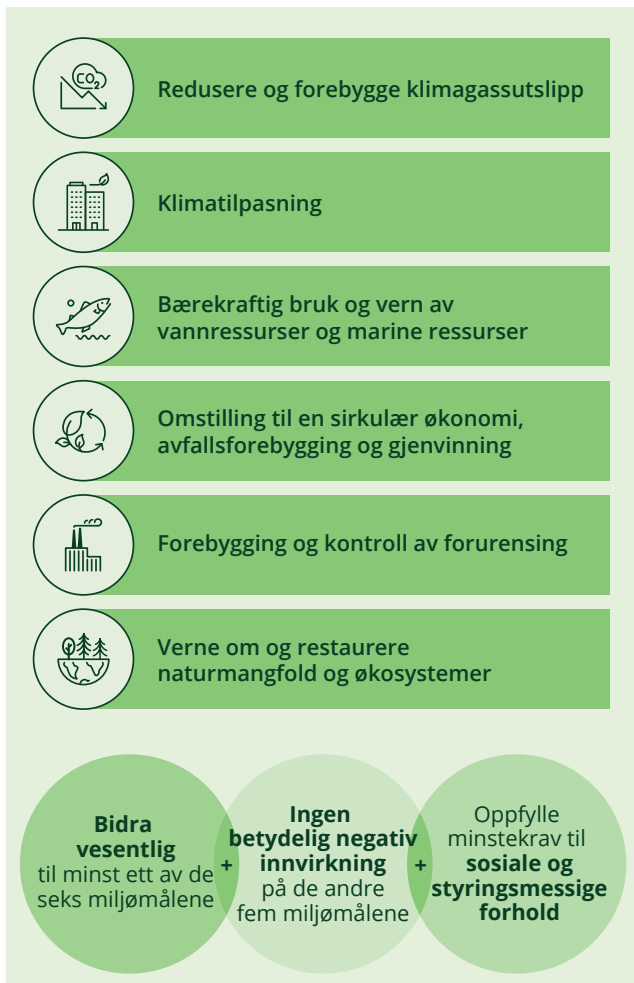 CO2
Redusere og forebygge klimagassutslipp
Klimatilpasning
Bærekraftig bruk og vern av
vannressurser og marine ressurser
Omstilling til en sirkulær økonomi,
avfallsforebygging og gjenvinning
Forebygging og kontroll av forurensing
Verne om og restaurere
naturmangfold og økosystemer
Bidra
vesentlig
til minst ett av de
seks miljømålene
+
Ingen
betydelig negativ
innvirkning
på de andre
fem miljømålene
+
Oppfylle
minstekrav til
sosiale og
styringsmessige
forhold